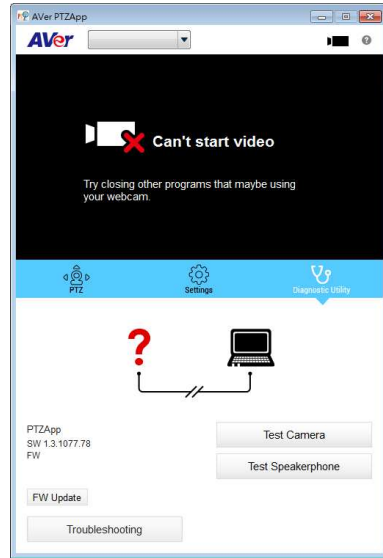 AVer PTZApp
AVer
Can't start video
Try closing other programs that maybe using
your webcam.
PTZ
Settings
Diagnostic Utility
?
PTZApp
SW 1.3.1077.78
FW
Test Camera
Test Speakerphone
FW Update
Troubleshooting